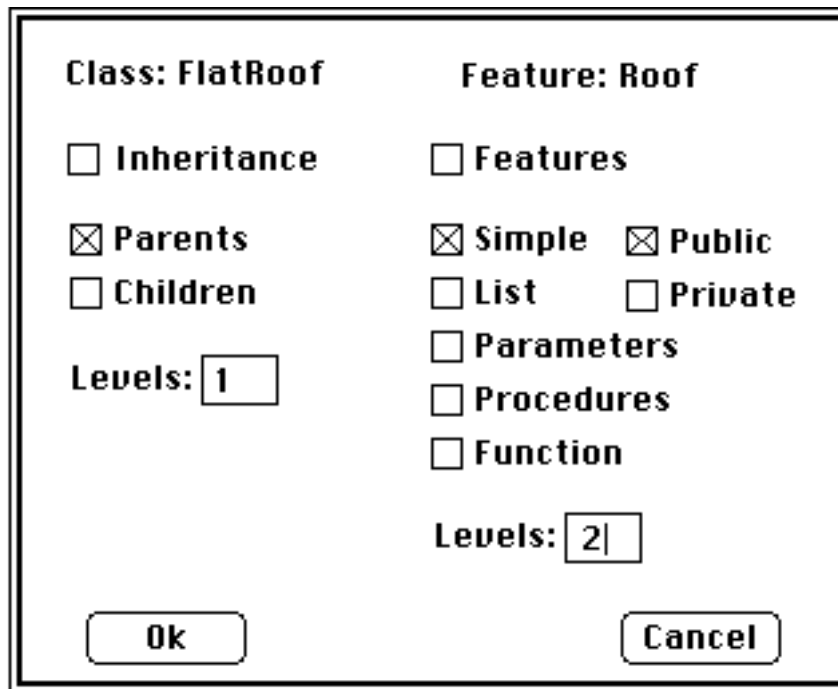 Class: FlatRoof
Feature: Roof
Inheritance
Features
Parents
Simple
Public
Children
List
Private
Parameters
Levels: 1
Procedures
Function
Levels: 2
Ok
Cancel